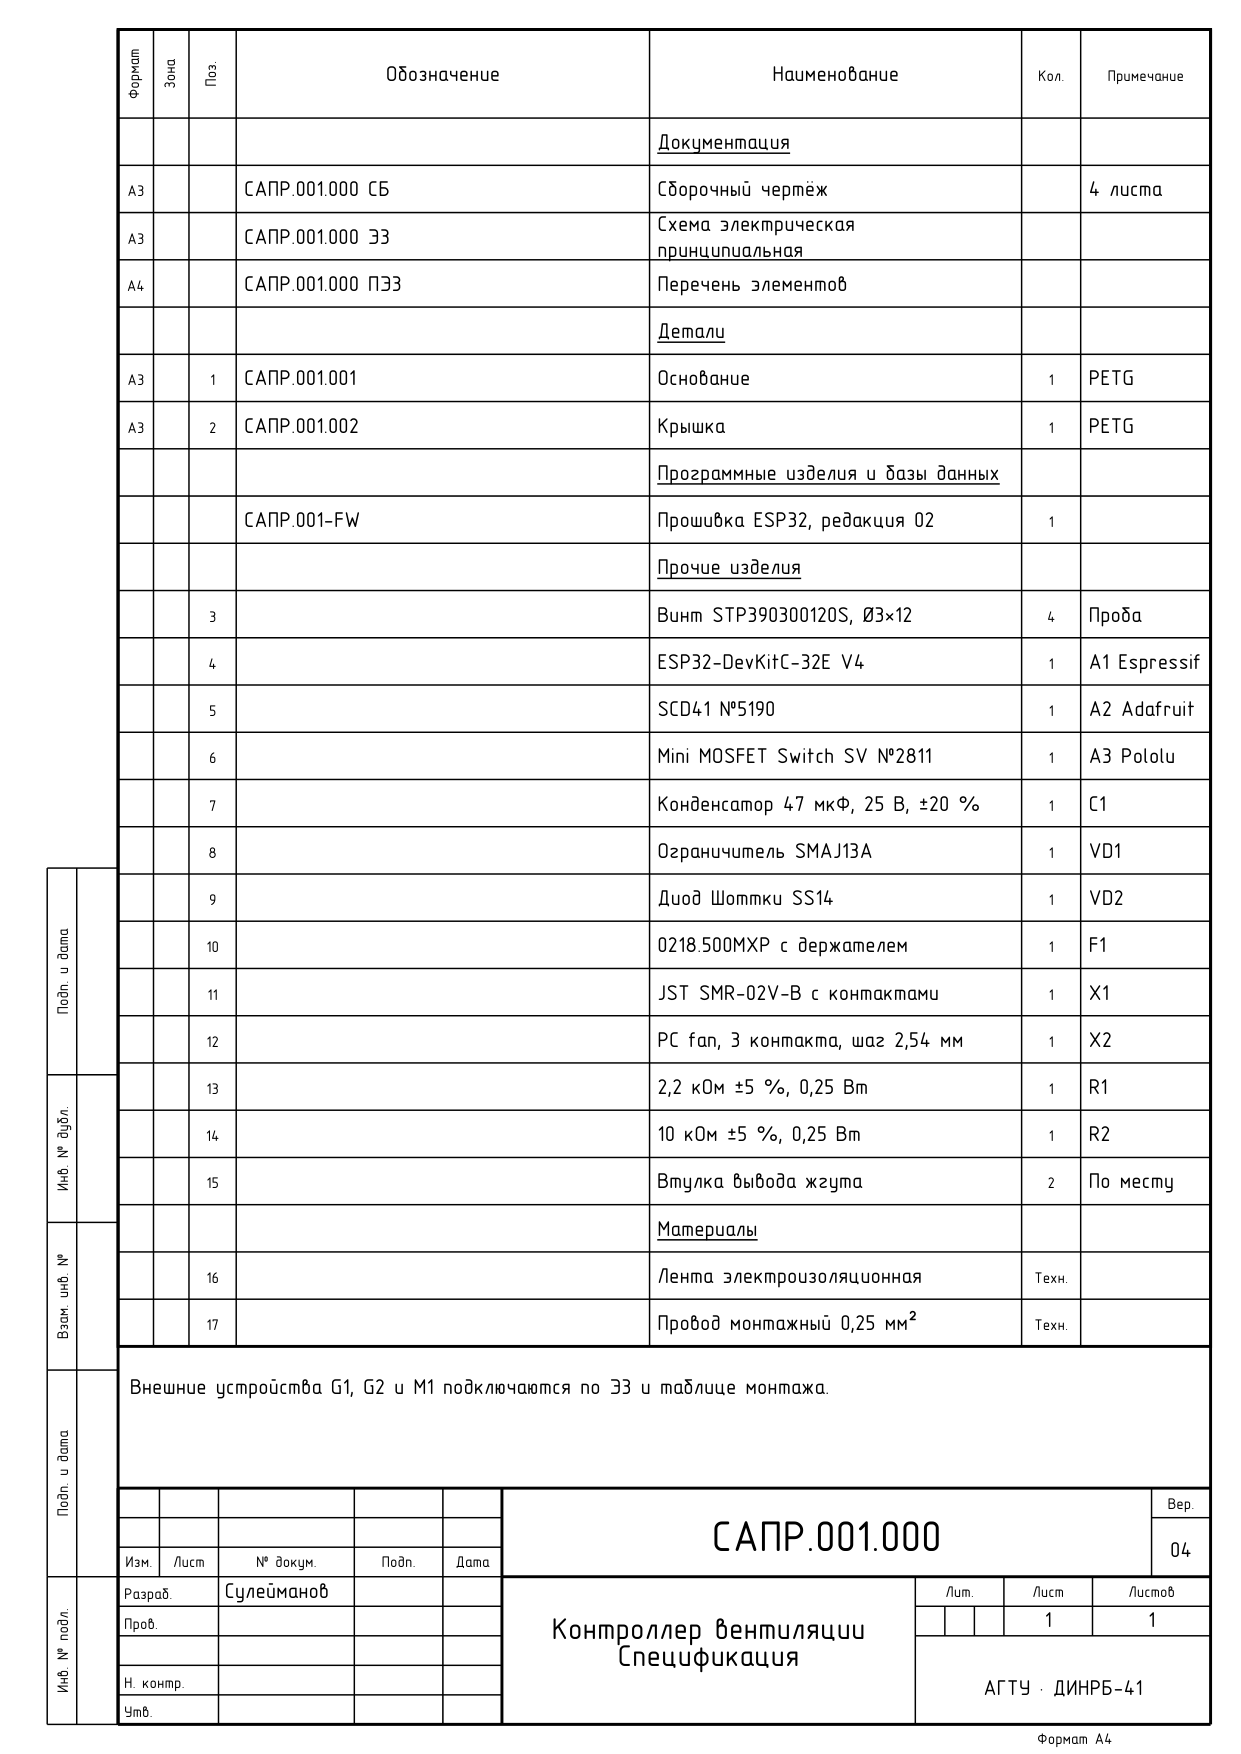 Формат Зона Поз. Обозначение Наименование Кол. Примечание
Документация
А3 САПР.001.000 СБ Сборочный чертёж 4 листа
А3 САПР.001.000 Э3 Схема электрическая
принципиальная
А4 САПР.001.000 ПЭ3 Перечень элементов
Детали
А3 1 САПР.001.001 Основание 1 PETG
А3 2 САПР.001.002 Крышка 1 PETG
Программные изделия и базы данных
САПР.001-FW Прошивка ESP32, редакция 02 1
Прочие изделия
3 Винт STP390300120S, Ø3×12 4 Проба
4 ESP32-DevKitC-32E V4 1 A1 Espressif
5 SCD41 №5190 1 A2 Adafruit
6 Mini MOSFET Switch SV №2811 1 A3 Pololu
7 Конденсатор 47 мкФ, 25 В, ±20 % 1 C1
8 Ограничитель SMAJ13A 1 VD1
9 Диод Шоттки SS14 1 VD2
10 0218.500MXP с держателем 1 F1
11 JST SMR-02V-B с контактами 1 X1
12 PC fan, 3 контакта, шаг 2,54 мм 1 X2
13 2,2 кОм ±5 %, 0,25 Вт 1 R1
14 10 кОм ±5 %, 0,25 Вт 1 R2
15 Втулка вывода жгута 2 По месту
Материалы
16 Лента электроизоляционная Техн.
17 Провод монтажный 0,25 мм² Техн.
Внешние устройства G1, G2 и M1 подключаются по Э3 и таблице монтажа.
Подп. и дата
Инв. № дубл.
Взам. инв. №
Подп. и дата
Инв. № подл.
САПР.001.000
Вер.
04
Изм. Лист № докум. Подп. Дата
Разраб. Сулейманов
Пров.
Н. контр.
Утв.
Контроллер вентиляции
Спецификация
Лит. Лист Листов
1 1
АГТУ · ДИНРБ-41
Формат А4